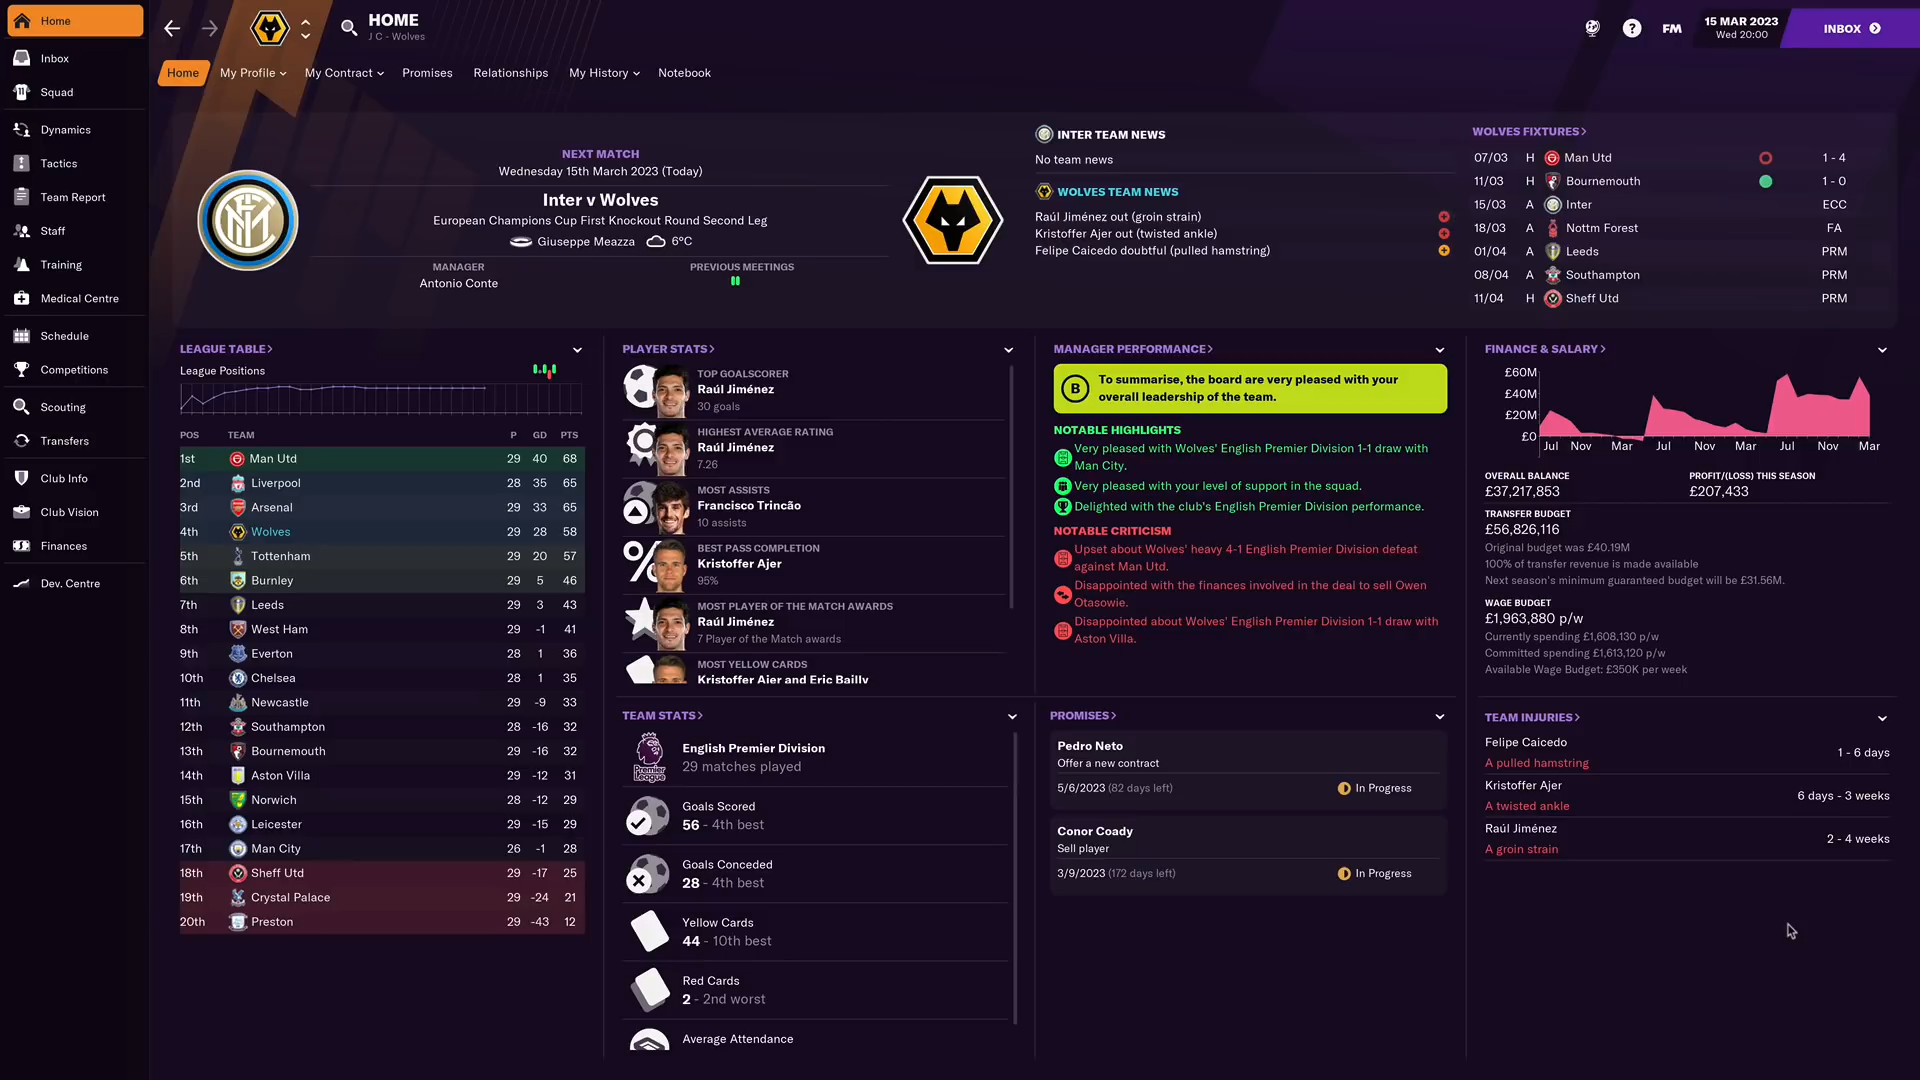 Home
Inbox
Squad
Dynamics
Tactics
Team Report
Staff
Training
Medical Centre
Schedule
Competitions
Scouting
Transfers
Club Info
Club Vision
Finances
Dev. Centre
HOME
J C - Wolves
FM
15 MAR 2023
Wed 20:00
INBOX
Home My Profile My Contract Promises Relationships My History Notebook
NEXT MATCH
Wednesday 15th March 2023 (Today)
Inter v Wolves
European Champions Cup First Knockout Round Second Leg
Giuseppe Meazza 6°C
MANAGER
Antonio Conte
PREVIOUS MEETINGS
INTER TEAM NEWS
No team news
WOLVES TEAM NEWS
Raúl Jiménez out (groin strain)
Kristoffer Ajer out (twisted ankle)
Felipe Caicedo doubtful (pulled hamstring)
WOLVES FIXTURES
07/03 H Man Utd 1 - 4
11/03 H Bournemouth 1 - 0
15/03 A Inter ECC
18/03 A Nottm Forest FA
01/04 A Leeds PRM
08/04 A Southampton PRM
11/04 H Sheff Utd PRM
LEAGUE TABLE
League Positions
POS TEAM P GD PTS
1st Man Utd 29 40 68
2nd Liverpool 28 35 65
3rd Arsenal 29 33 65
4th Wolves 29 28 58
5th Tottenham 29 20 57
6th Burnley 29 5 46
7th Leeds 29 3 43
8th West Ham 29 -1 41
9th Everton 28 1 36
10th Chelsea 28 1 35
11th Newcastle 29 -9 33
12th Southampton 28 -16 32
13th Bournemouth 29 -16 32
14th Aston Villa 29 -12 31
15th Norwich 28 -12 29
16th Leicester 29 -15 29
17th Man City 26 -1 28
18th Sheff Utd 29 -17 25
19th Crystal Palace 29 -24 21
20th Preston 29 -43 12
PLAYER STATS
TOP GOALSCORER
Raúl Jiménez
30 goals
HIGHEST AVERAGE RATING
Raúl Jiménez
7.26
MOST ASSISTS
Francisco Trincão
10 assists
BEST PASS COMPLETION
Kristoffer Ajer
95%
MOST PLAYER OF THE MATCH AWARDS
Raúl Jiménez
7 Player of the Match awards
MOST YELLOW CARDS
Kristoffer Ajer and Eric Bailly
TEAM STATS
Premier League
English Premier Division
29 matches played
Goals Scored
56 - 4th best
Goals Conceded
28 - 4th best
Yellow Cards
44 - 10th best
Red Cards
2 - 2nd worst
Average Attendance
MANAGER PERFORMANCE
B
To summarise, the board are very pleased with your
overall leadership of the team.
NOTABLE HIGHLIGHTS
Very pleased with Wolves' English Premier Division 1-1 draw with
Man City.
Very pleased with your level of support in the squad.
Delighted with the club's English Premier Division performance.
NOTABLE CRITICISM
Upset about Wolves' heavy 4-1 English Premier Division defeat
against Man Utd.
Disappointed with the finances involved in the deal to sell Owen
Otasowie.
Disappointed about Wolves' English Premier Division 1-1 draw with
Aston Villa.
PROMISES
Pedro Neto
Offer a new contract
5/6/2023 (82 days left) In Progress
Conor Coady
Sell player
3/9/2023 (172 days left) In Progress
FINANCE & SALARY
£60M
£40M
£20M
£0
Jul Nov Mar Jul Nov Mar Jul Nov Mar
OVERALL BALANCE
£37,217,853
PROFIT/(LOSS) THIS SEASON
£207,433
TRANSFER BUDGET
£56,826,116
Original budget was £40.19M
100% of transfer revenue is made available
Next season's minimum guaranteed budget will be £31.56M.
WAGE BUDGET
£1,963,880 p/w
Currently spending £1,608,130 p/w
Committed spending £1,613,120 p/w
Available Wage Budget: £350K per week
TEAM INJURIES
Felipe Caicedo
A pulled hamstring
1 - 6 days
Kristoffer Ajer
A twisted ankle
6 days - 3 weeks
Raúl Jiménez
A groin strain
2 - 4 weeks